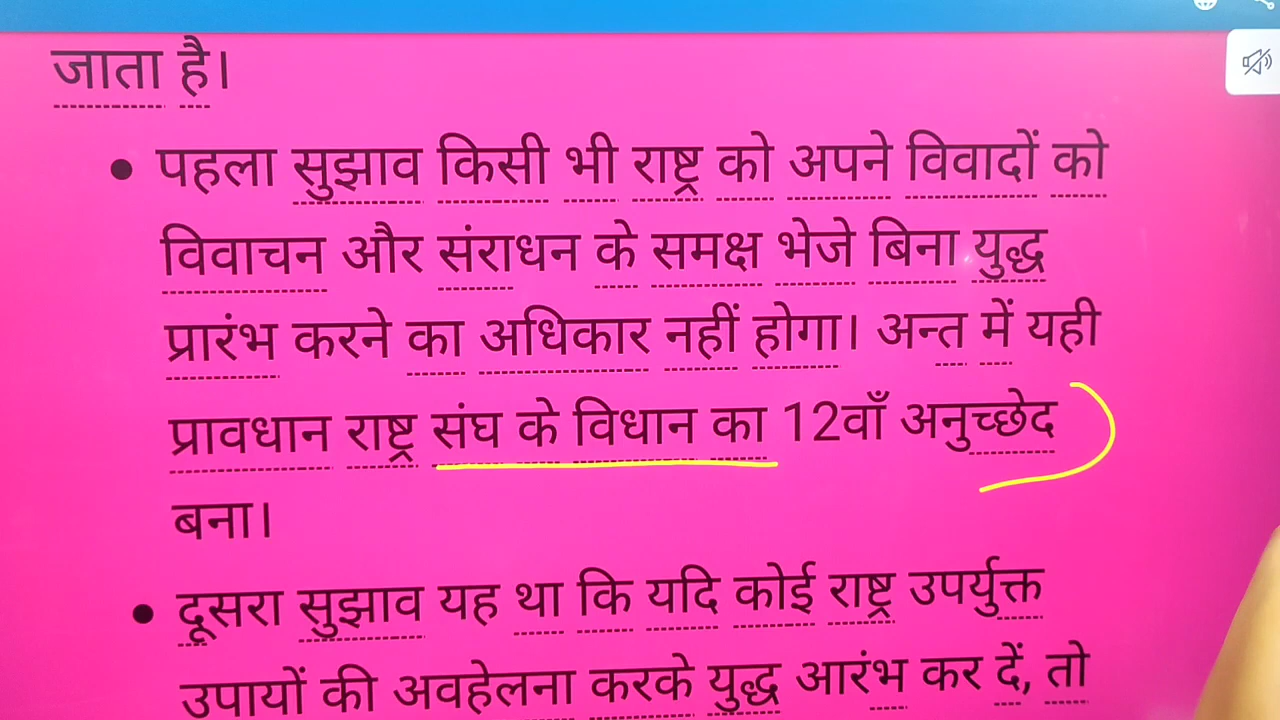 जाता है।
• पहला सुझाव किसी भी राष्ट्र को अपने विवादों को
विवाचन और संराधन के समक्ष भेजे बिना युद्ध
प्रारंभ करने का अधिकार नहीं होगा। अन्त में यही
प्रावधान राष्ट्र संघ के विधान का 12वाँ अनुच्छेद
बना।
• दूसरा सुझाव यह था कि यदि कोई राष्ट्र उपर्युक्त
उपायों की अवहेलना करके युद्ध आरंभ कर दें, तो